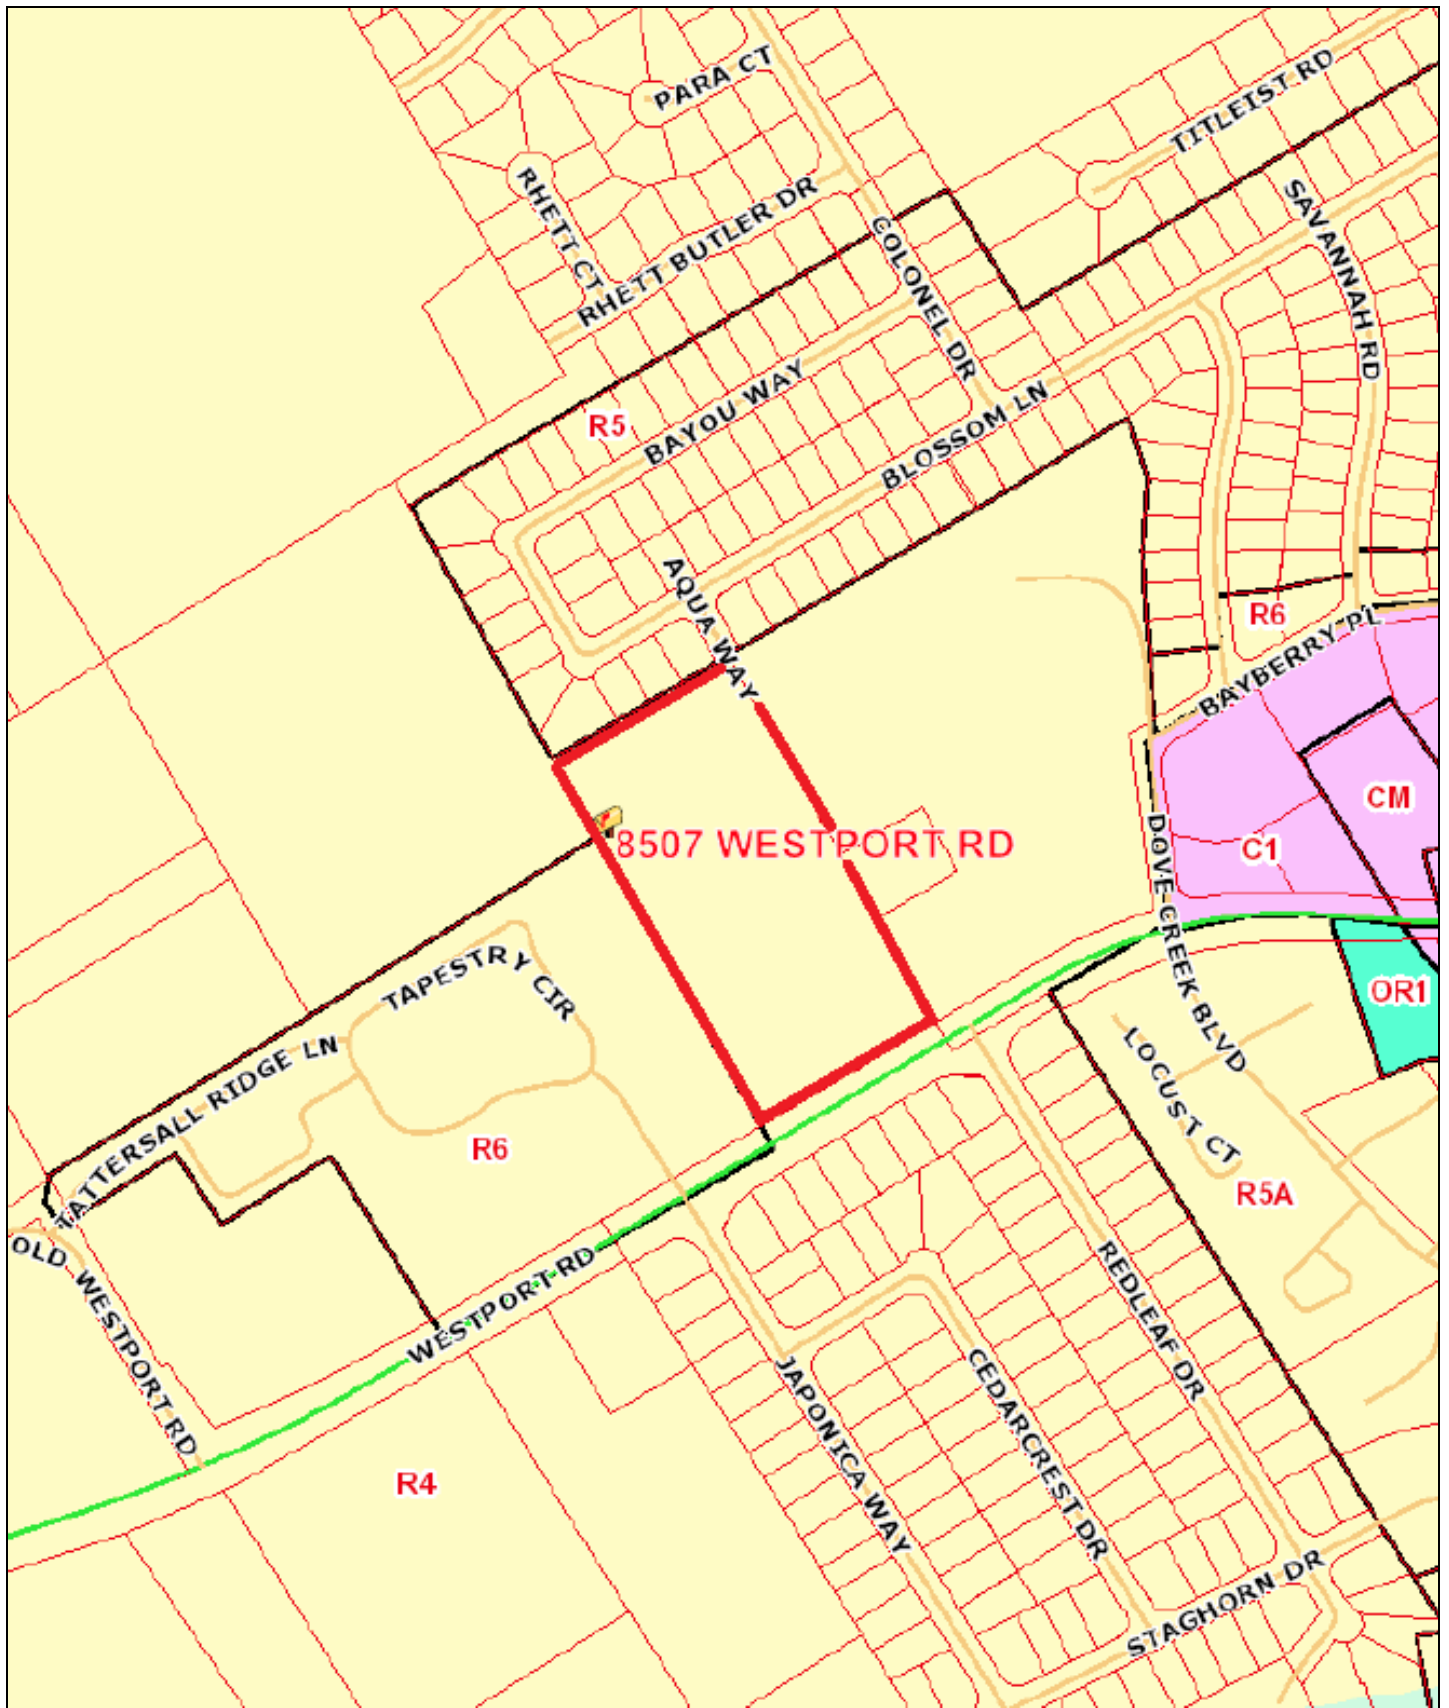 PARA CT
TITLEIST RD
RHETT CT
RHETT BUTLER DR
COLONEL DR
SAVANNAH RD
R5
BAYOU WAY
BLOSSOM LN
AQUA WAY
R6
BAYBERRY PL
CM
8507 WESTPORT RD
C1
DOVE CREEK BLVD
TAPESTRY CIR
OR1
TATTERSALL RIDGE LN
LOCUST CT
R6
R5A
OLD WESTPORT RD
WESTPORT RD
REDLEAF DR
JAPONICA WAY
CEDARCREST DR
R4
STAGHORN DR